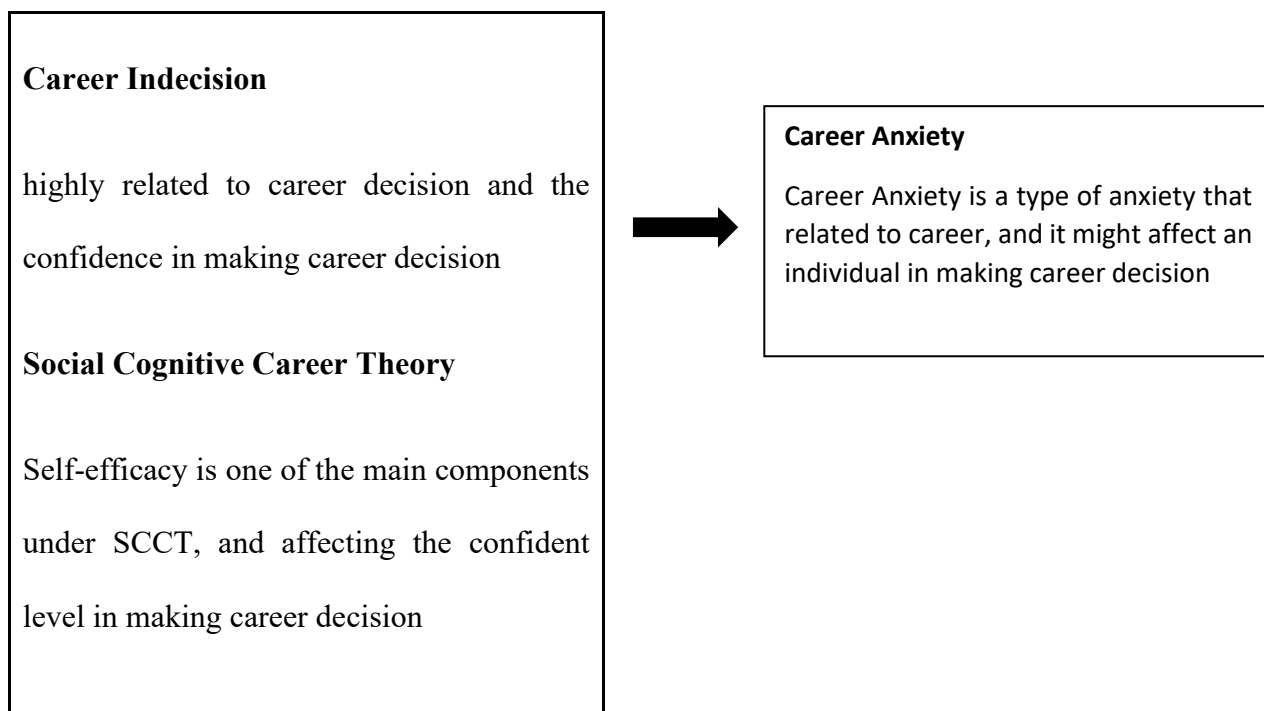 Career Indecision
highly related to career decision and the
confidence in making career decision
Social Cognitive Career Theory
Self-efficacy is one of the main components
under SCCT, and affecting the confident
level in making career decision
Career Anxiety
Career Anxiety is a type of anxiety that
related to career, and it might affect an
individual in making career decision